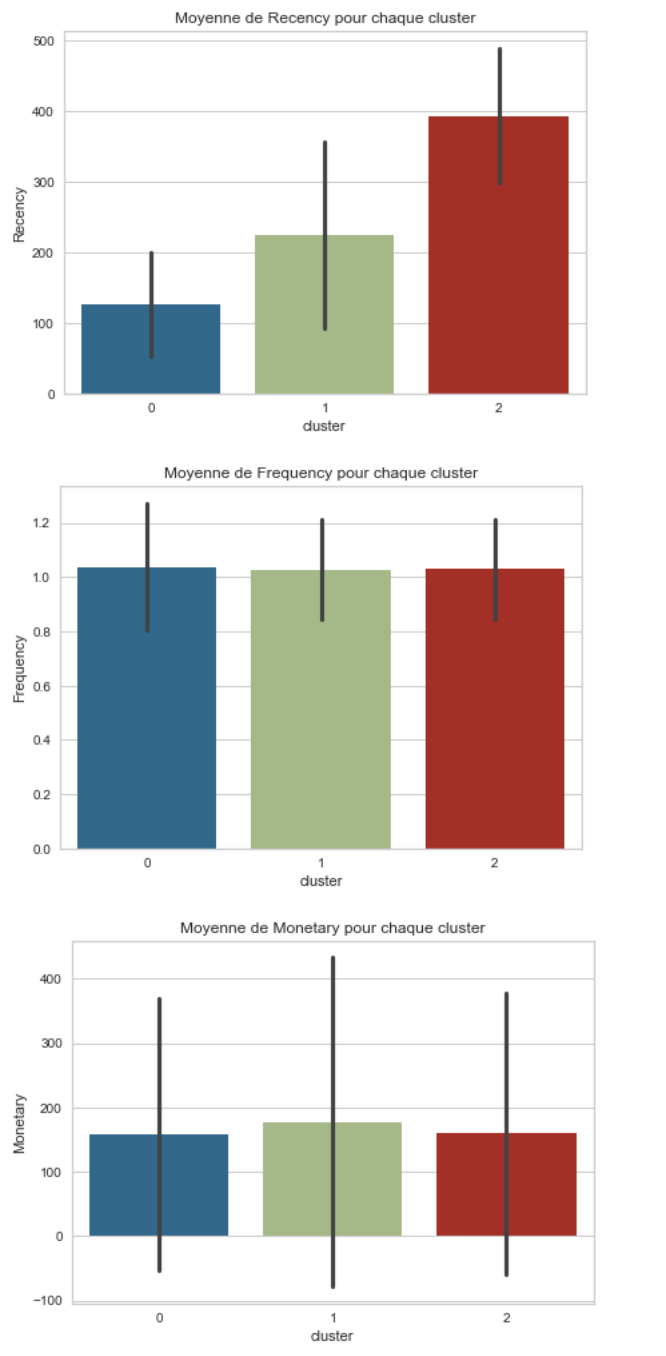 Moyenne de Recency pour chaque cluster
500
400
300
200
100
0
Recency
0 1 2
cluster
Moyenne de Frequency pour chaque cluster
1.2
1.0
0.8
0.6
0.4
0.2
0.0
Frequency
0 1 2
cluster
Moyenne de Monetary pour chaque cluster
400
300
200
100
0
−100
Monetary
0 1 2
cluster